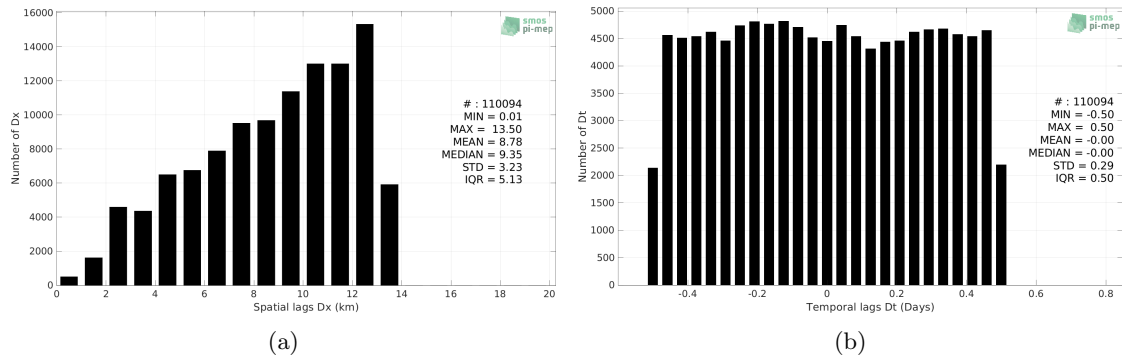 16000
14000
12000
10000
8000
6000
4000
2000
0
Number of Dx
0 2 4 6 8 10 12 14 16 18 20
Spatial lags Dx (km)
smos
pi-mep
# : 110094
MIN = 0.01
MAX = 13.50
MEAN = 8.78
MEDIAN = 9.35
STD = 3.23
IQR = 5.13
(a)
5000
4500
4000
3500
3000
2500
2000
1500
1000
500
0
Number of Dt
-0.4 -0.2 0 0.2 0.4 0.6 0.8
Temporal lags Dt (Days)
smos
pi-mep
# : 110094
MIN = -0.50
MAX = 0.50
MEAN = -0.00
MEDIAN = -0.00
STD = 0.29
IQR = 0.50
(b)